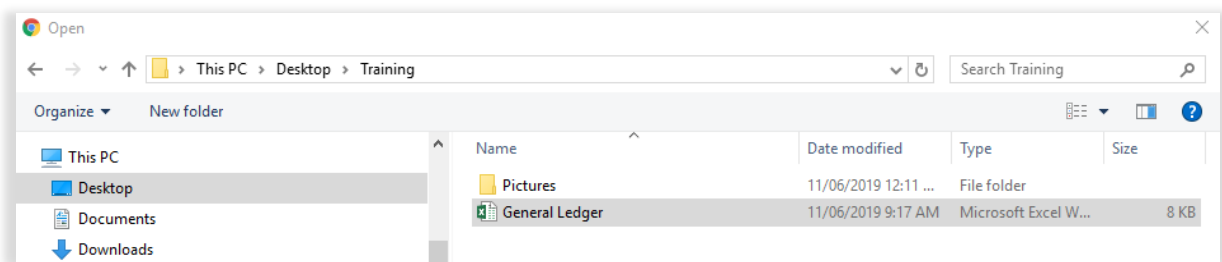 Open
This PC > Desktop > Training
Search Training
Organize
New folder
Name Date modified Type Size
This PC
Desktop
Documents
Downloads
Pictures 11/06/2019 12:11 ... File folder
General Ledger 11/06/2019 9:17 AM Microsoft Excel W... 8 KB